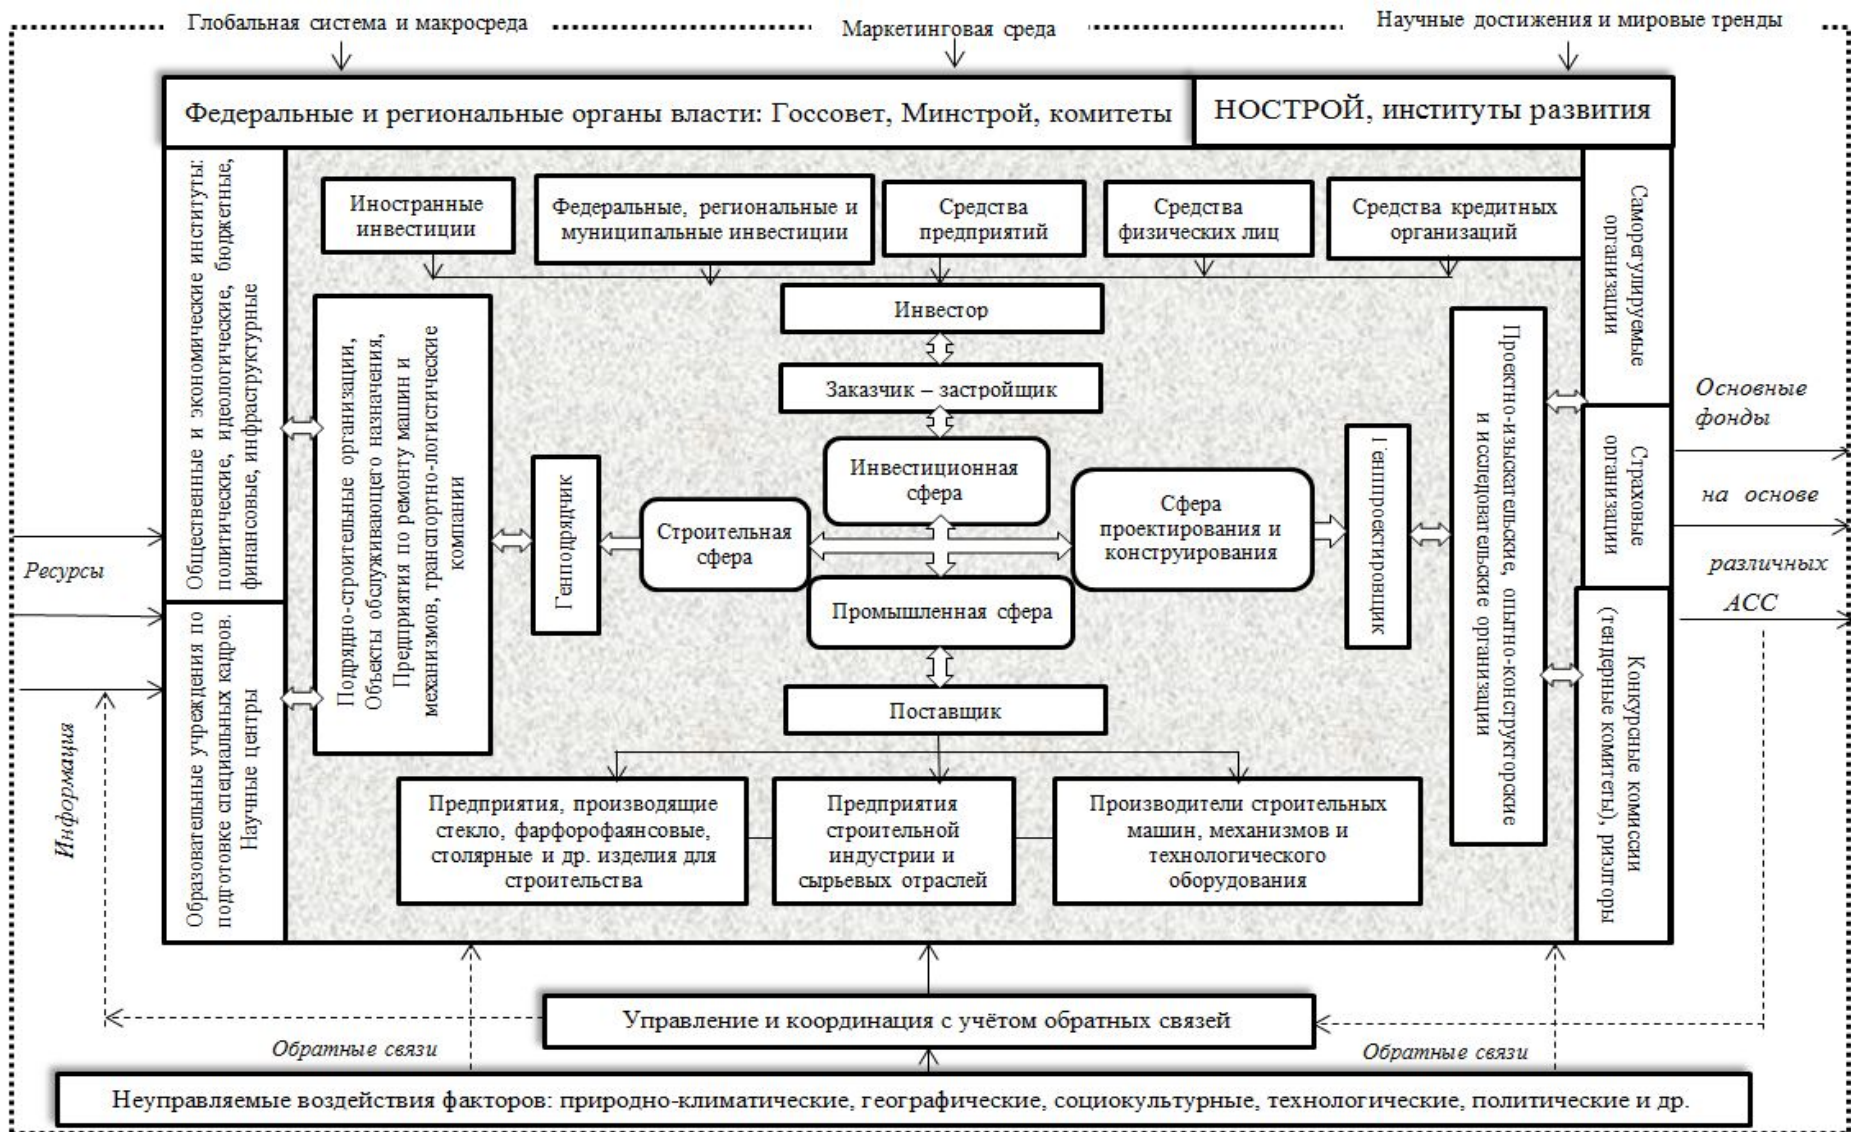 Глобальная система и макросреда
Маркетинговая среда
Научные достижения и мировые тренды
Федеральные и региональные органы власти: Госсовет, Минстрой, комитеты
НОСТРОЙ, институты развития
Общественные и экономические институты:
политические, идеологические, бюджетные,
финансовые, инфраструктурные
Образовательные учреждения по
подготовке специальных кадров.
Научные центры
Иностранные
инвестиции
Федеральные, региональные и
муниципальные инвестиции
Средства
предприятий
Средства
физических лиц
Средства кредитных
организаций
Саморегулируемые
организации
Страховые
организации
Конкурсные комиссии
(тендерные комитеты), риэлторы
Инвестор
Заказчик – застройщик
Инвестиционная
сфера
Подрядно-строительные организации,
Объекты обслуживающего назначения,
Предприятия по ремонту машин и
механизмов, транспортно-логистические
компании
Генподрядчик
Строительная
сфера
Сфера
проектирования и
конструирования
Генпроектировщик
Проектно-изыскательские, опытно-конструкторские
и исследовательские организации
Промышленная сфера
Поставщик
Предприятия, производящие
стекло, фарфорофаянсовые,
столярные и др. изделия для
строительства
Предприятия
строительной
индустрии и
сырьевых отраслей
Производители строительных
машин, механизмов и
технологического
оборудования
Ресурсы
Информация
Основные
фонды
на основе
различных
АСС
Управление и координация с учётом обратных связей
Обратные связи
Обратные связи
Неуправляемые воздействия факторов: природно-климатические, географические, социокультурные, технологические, политические и др.